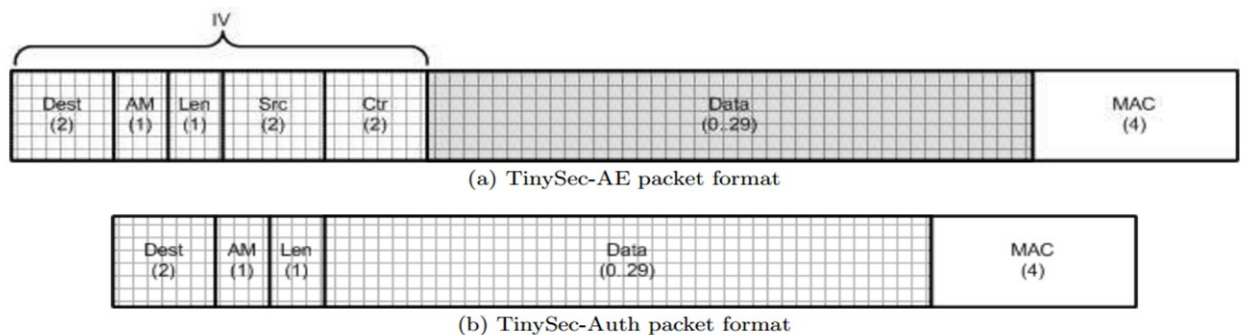 IV
Dest AM Len Src Ctr Data MAC
(2) (1) (1) (2) (2) (0..29) (4)
(a) TinySec-AE packet format
Dest AM Len Data MAC
(2) (1) (1) (0..29) (4)
(b) TinySec-Auth packet format